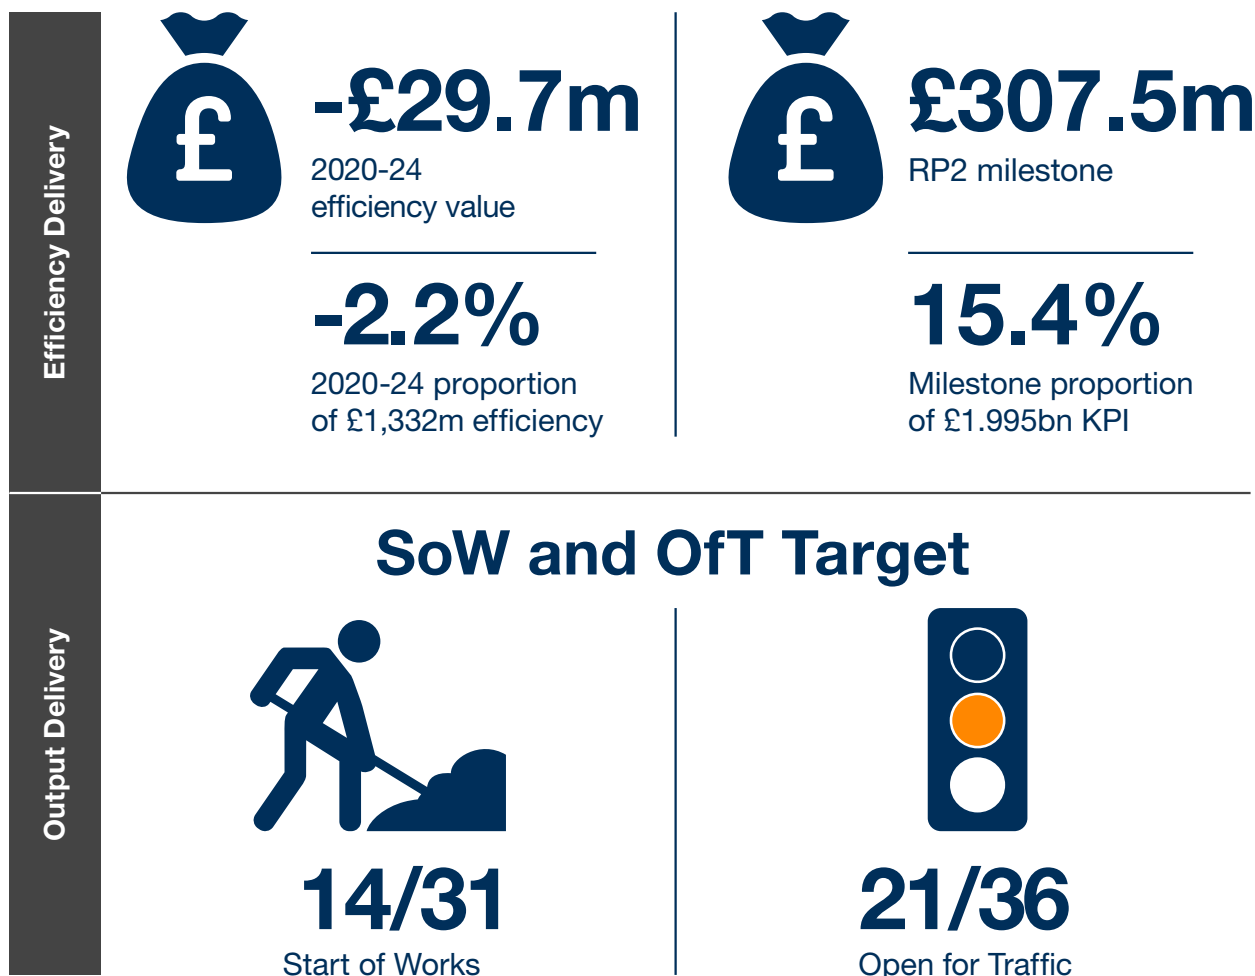 Efficiency Delivery
£
-£29.7m
2020-24
efficiency value
-2.2%
2020-24 proportion
of £1,332m efficiency
£
£307.5m
RP2 milestone
15.4%
Milestone proportion
of £1.995bn KPI
Output Delivery
SoW and OfT Target
14/31
Start of Works
21/36
Open for Traffic